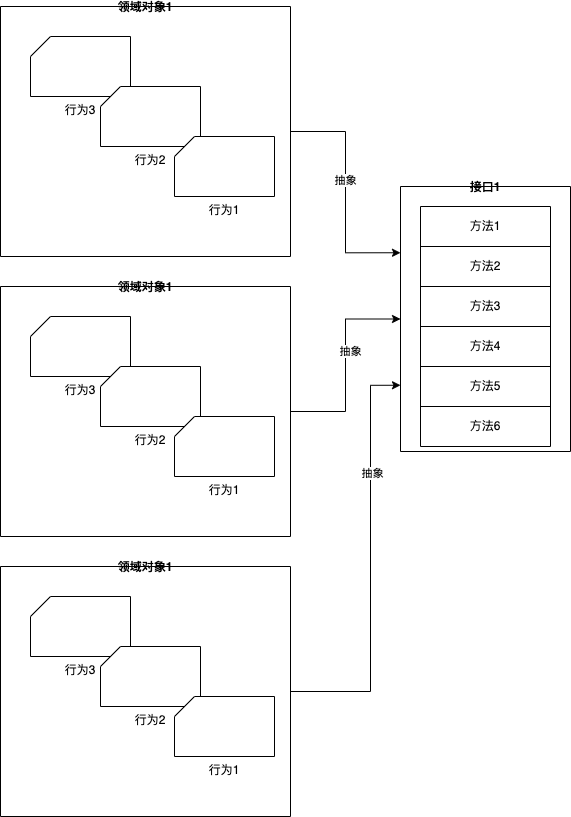 领域对象1
行为3
行为2
行为1
抽象
接口1
方法1
方法2
方法3
方法4
方法5
方法6
领域对象1
行为3
行为2
行为1
抽象
领域对象1
行为3
行为2
行为1
抽象